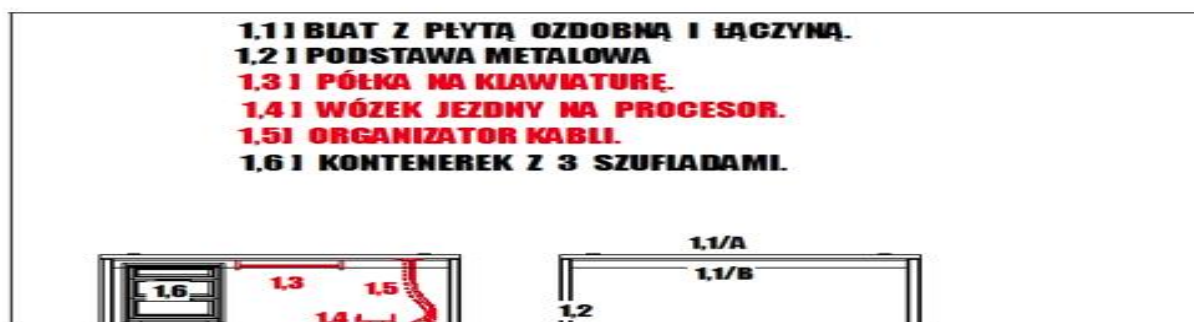 1,1] BLAT Z PŁYTĄ OZDOBNĄ I ŁĄCZYNĄ.
1,2] PODSTAWA METALOWA
1,3] PÓŁKA NA KLAWIATURĘ.
1,4] WÓZEK JEZDNY NA PROCESOR.
1,5] ORGANIZATOR KABLI.
1,6] KONTENEREK Z 3 SZUFLADAMI.
1,1/A
1,1/B
1,6
1,3
1,5
1,2
1,4